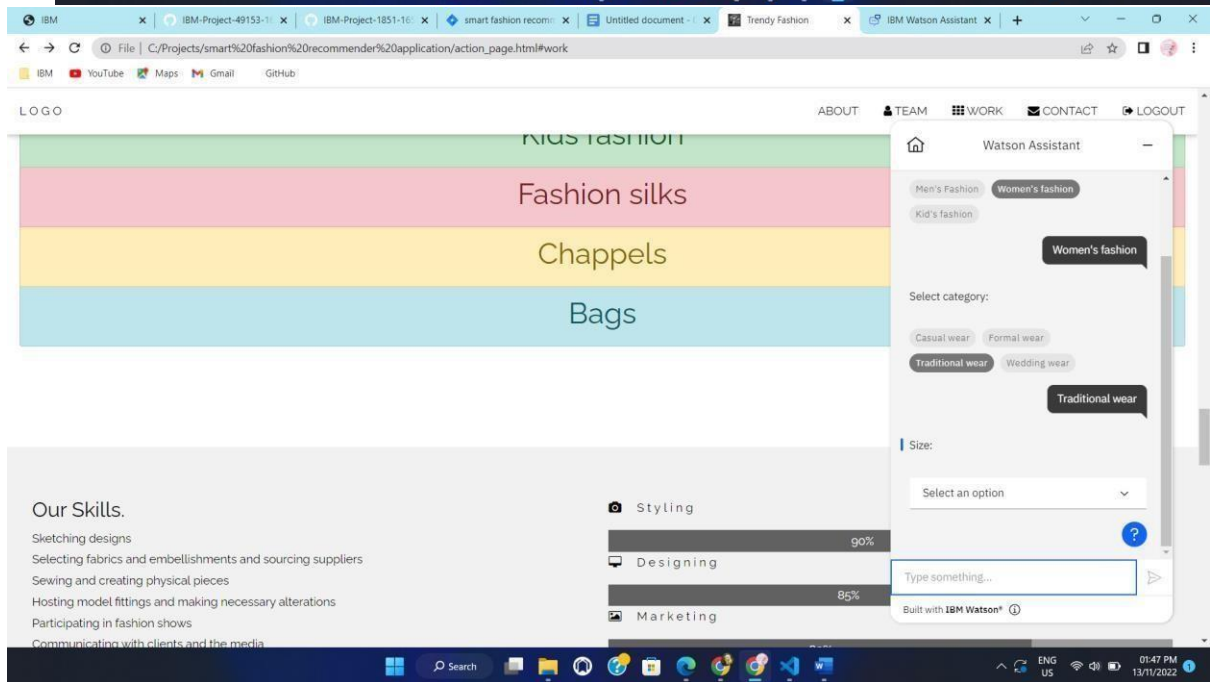 IBM IBM-Project-49153-1 IBM-Project-1851-16 smart fashion recomm Untitled document - Trendy Fashion IBM Watson Assistant
File | C:/Projects/smart%20fashion%20recommender%20application/action_page.html#work
IBM YouTube Maps Gmail GitHub
LOGO ABOUT TEAM WORK CONTACT LOGOUT
Kids fashion
Fashion silks
Chappels
Bags
Our Skills.
Sketching designs
Selecting fabrics and embellishments and sourcing suppliers
Sewing and creating physical pieces
Hosting model fittings and making necessary alterations
Participating in fashion shows
Communicating with clients and the media
Styling
90%
Designing
85%
Marketing
Watson Assistant
Men's Fashion Women's fashion
Kid's fashion
Women's fashion
Select category:
Casual wear Formal wear
Traditional wear Wedding wear
Traditional wear
Size:
Select an option
?
Type something...
Built with IBM Watson®
Search
ENG 01:47 PM
US 13/11/2022 1